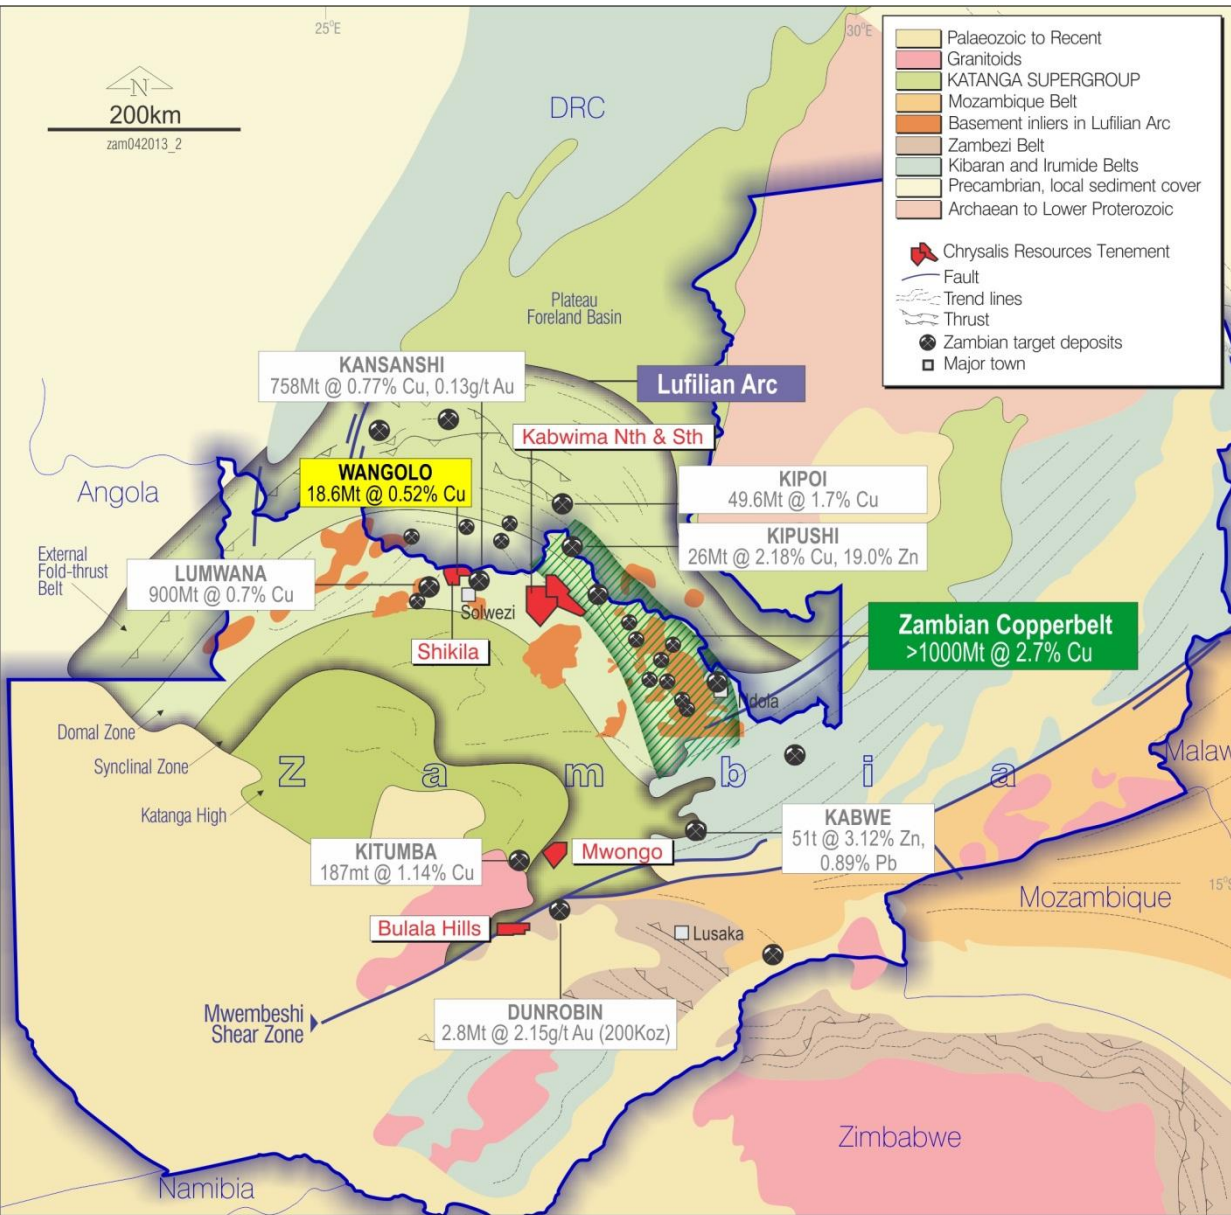 25°E
30°E
N
200km
zam042013_2
DRC
Palaeozoic to Recent
Granitoids
KATANGA SUPERGROUP
Mozambique Belt
Basement inliers in Lufilian Arc
Zambezi Belt
Kibaran and Irumide Belts
Precambrian, local sediment cover
Archaean to Lower Proterozoic
Chrysalis Resources Tenement
Fault
Trend lines
Thrust
Zambian target deposits
Major town
Plateau
Foreland Basin
KANSANSHI
758Mt @ 0.77% Cu, 0.13g/t Au
Lufilian Arc
Kabwima Nth & Sth
WANGOLO
18.6Mt @ 0.52% Cu
KIPOI
49.6Mt @ 1.7% Cu
Angola
KIPUSHI
26Mt @ 2.18% Cu, 19.0% Zn
External
Fold-thrust
Belt
LUMWANA
900Mt @ 0.7% Cu
Solwezi
Shikila
Zambian Copperbelt
>1000Mt @ 2.7% Cu
Ndola
Domal Zone
Synclinal Zone
Katanga High
Z a m b i a
Malaw
KITUMBA
187mt @ 1.14% Cu
Mwongo
KABWE
51t @ 3.12% Zn,
0.89% Pb
15°S
Mozambique
Bulala Hills
Lusaka
Mwembeshi
Shear Zone
DUNROBIN
2.8Mt @ 2.15g/t Au (200Koz)
Zimbabwe
Namibia